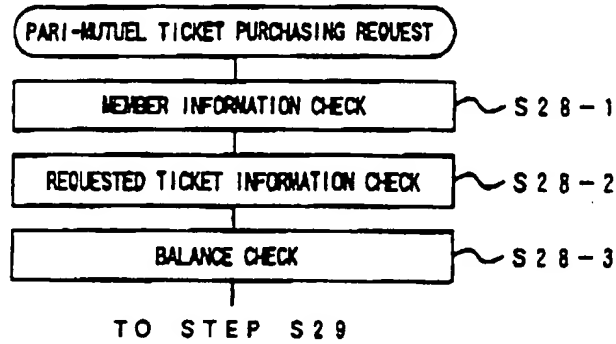 PARI-MUTUEL TICKET PURCHASING REQUEST
MEMBER INFORMATION CHECK S28-1
REQUESTED TICKET INFORMATION CHECK S28-2
BALANCE CHECK S28-3
TO STEP S29